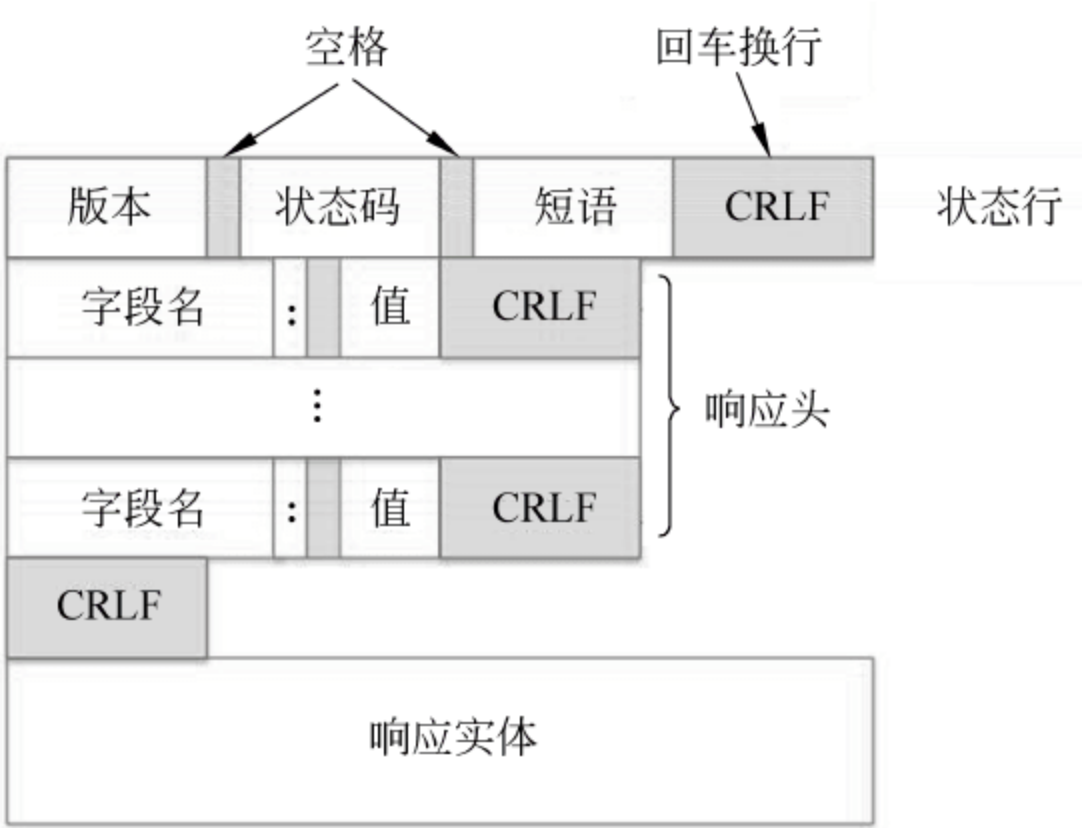 空格 回车换行
版本 状态码 短语 CRLF 状态行
字段名 : 值 CRLF
⋮ 响应头
字段名 : 值 CRLF
CRLF
响应实体